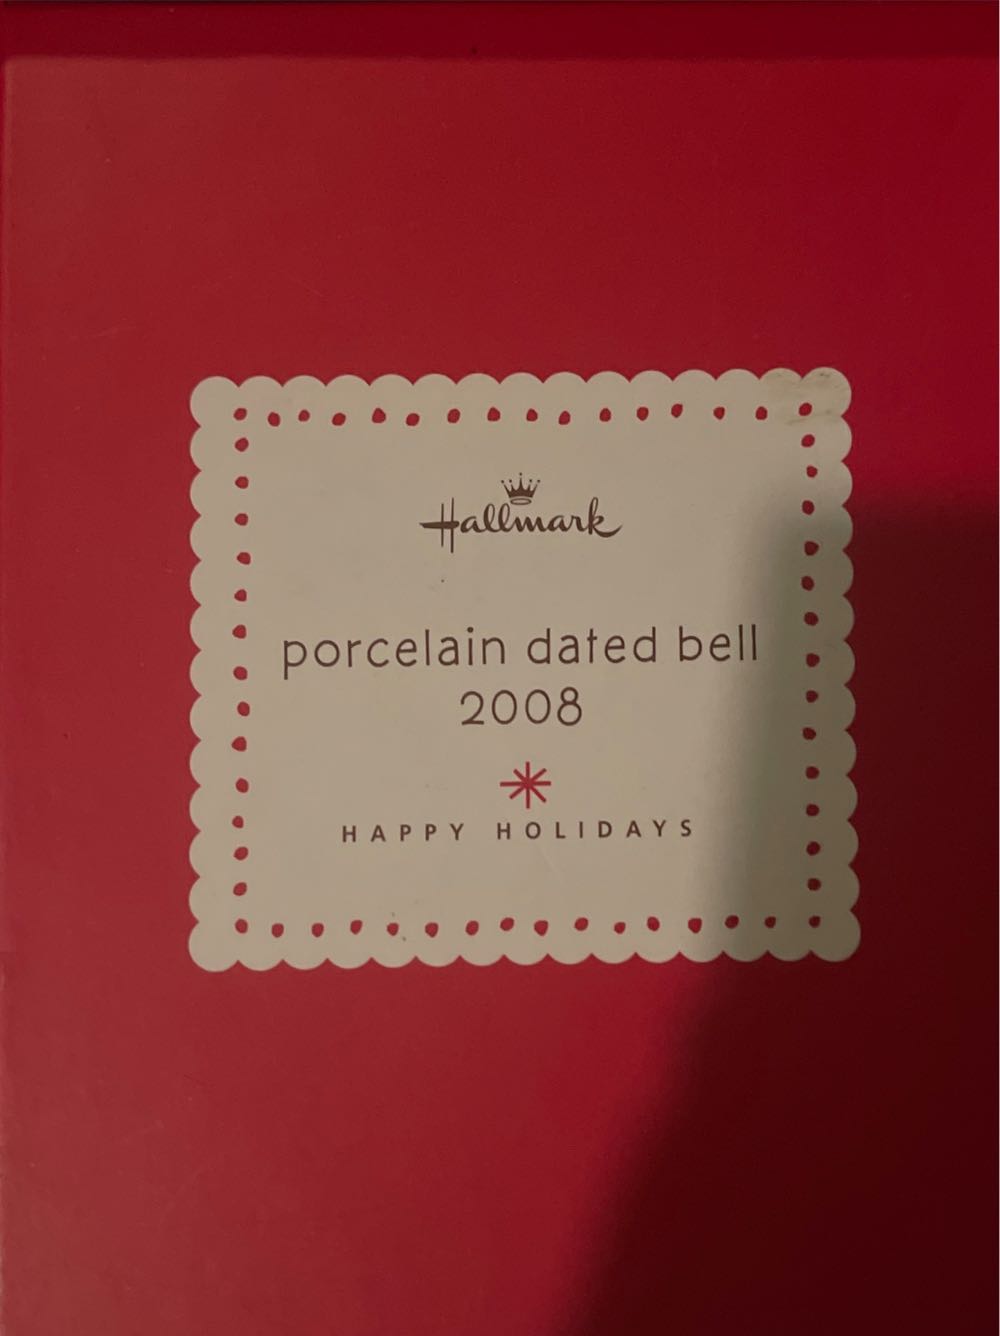 Hallmark
porcelain dated bell
2008
HAPPY HOLIDAYS